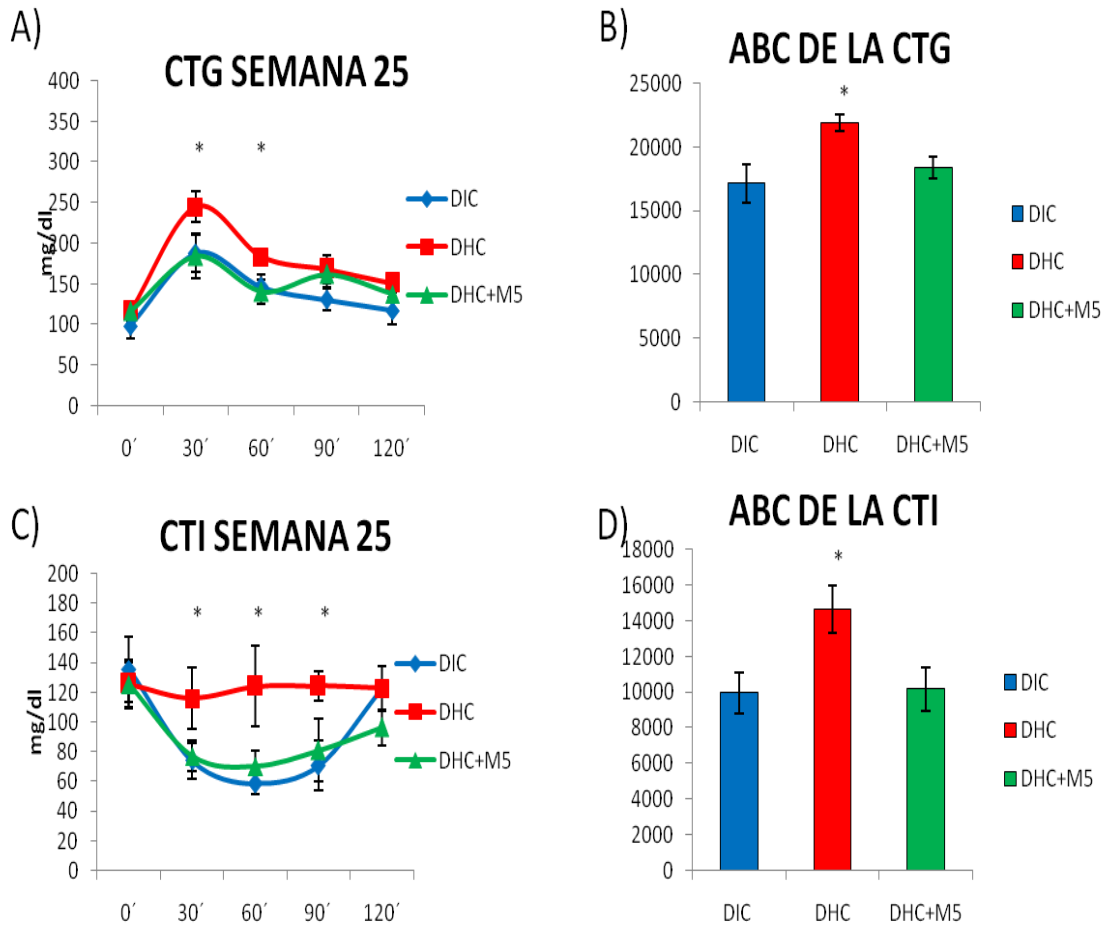 A)
CTG SEMANA 25
400
350
300
250
200
150
100
50
0
mg/dl
* *
0´ 30´ 60´ 90´ 120´
DIC
DHC
DHC+M5
B)
ABC DE LA CTG
25000
20000
15000
10000
5000
0
*
DIC DHC DHC+M5
DIC
DHC
DHC+M5
C)
CTI SEMANA 25
200
180
160
140
120
100
80
60
40
20
0
mg/dl
* * *
0´ 30´ 60´ 90´ 120´
DIC
DHC
DHC+M5
D)
ABC DE LA CTI
18000
16000
14000
12000
10000
8000
6000
4000
2000
0
*
DIC DHC DHC+M5
DIC
DHC
DHC+M5